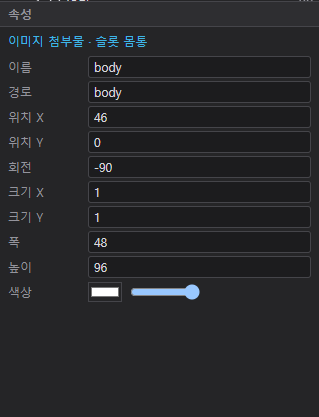 속성
이미지 첨부물 · 슬롯 몸통
이름 body
경로 body
위치 X 46
위치 Y 0
회전 -90
크기 X 1
크기 Y 1
폭 48
높이 96
색상